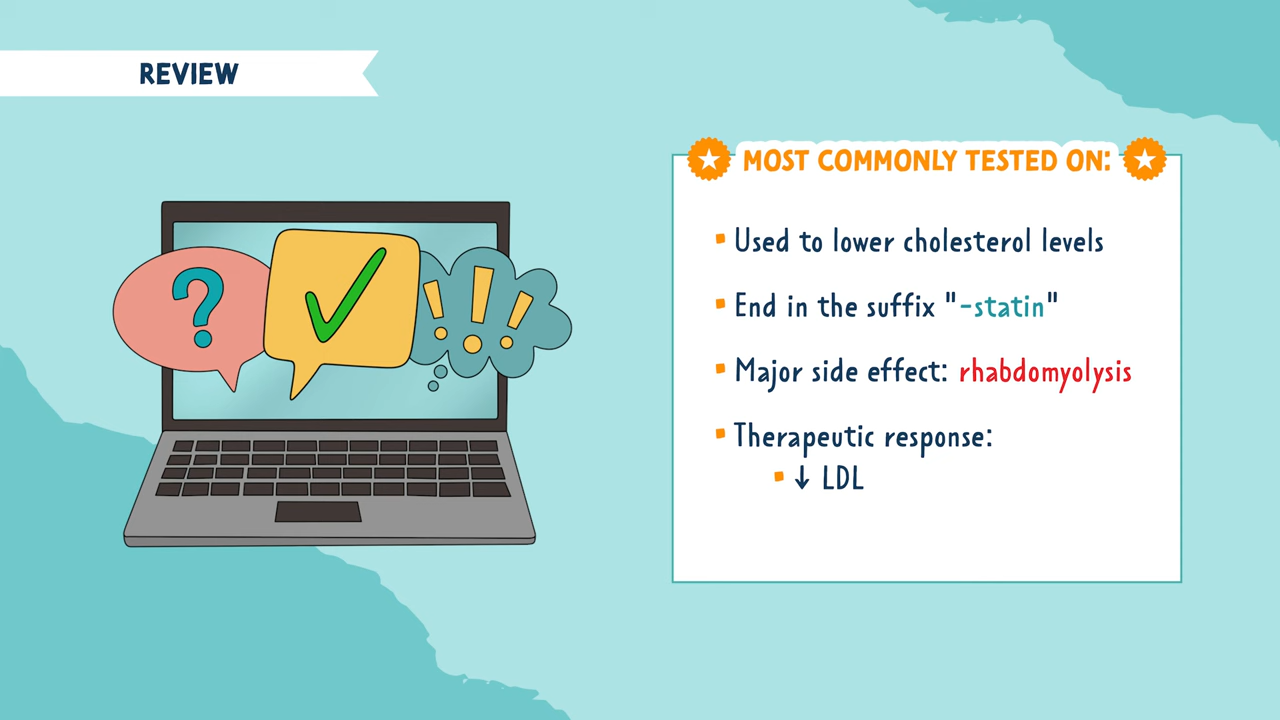 REVIEW
MOST COMMONLY TESTED ON:
▪ Used to lower cholesterol levels
▪ End in the suffix "-statin"
▪ Major side effect: rhabdomyolysis
▪ Therapeutic response:
▪ ↓ LDL